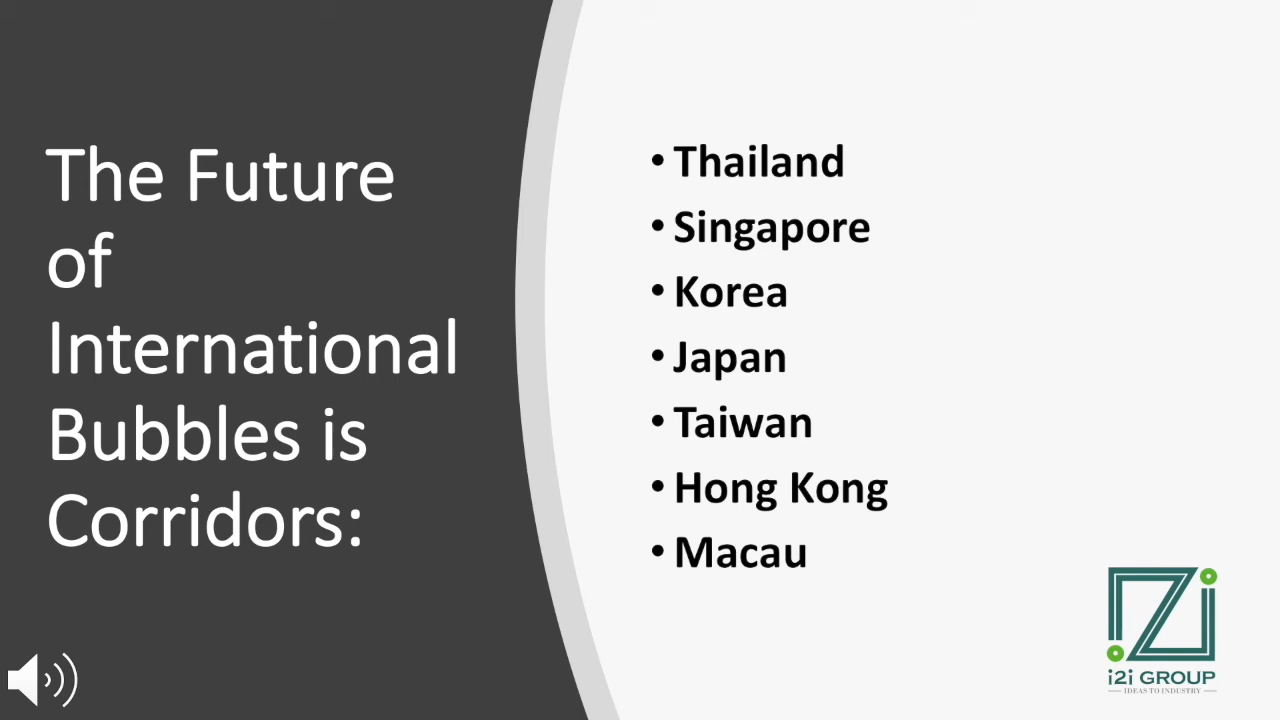 The Future
of
International
Bubbles is
Corridors:
• Thailand
• Singapore
• Korea
• Japan
• Taiwan
• Hong Kong
• Macau
i2i GROUP
IDEAS TO INDUSTRY